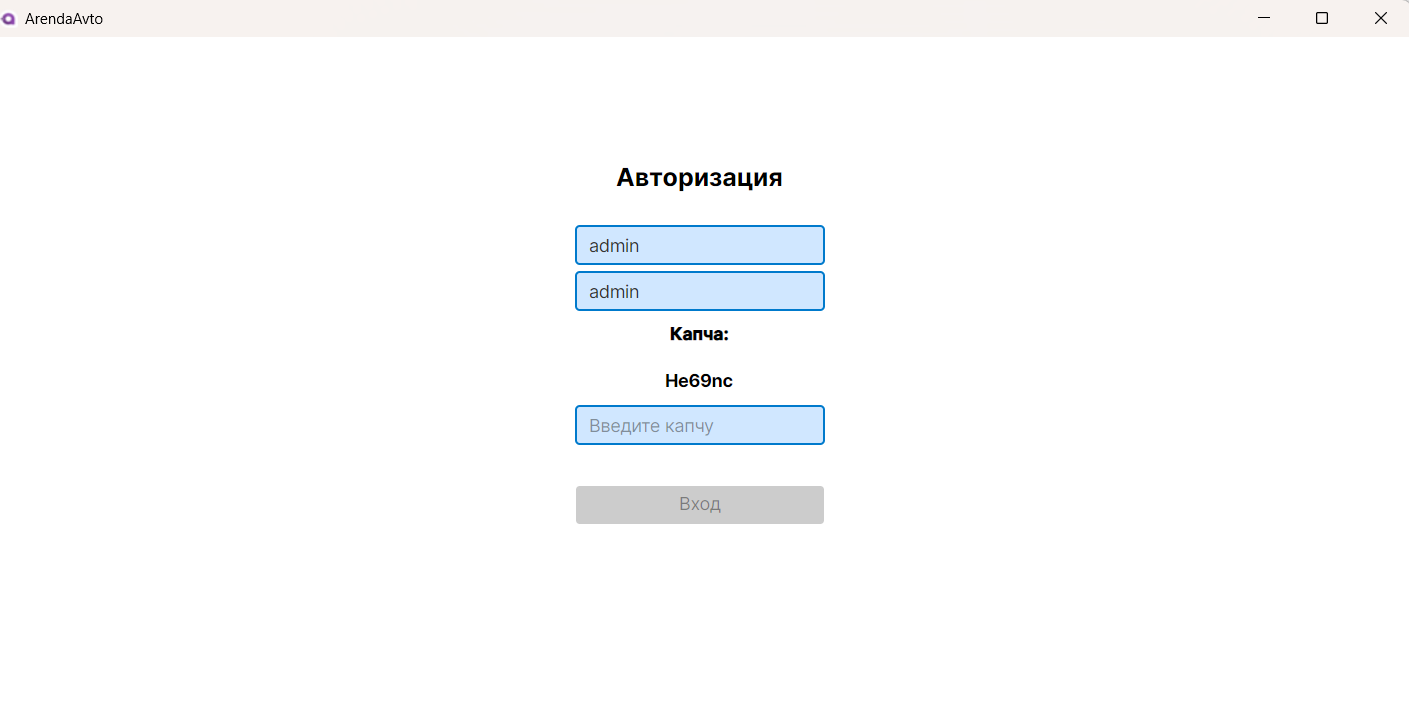 ArendaAvto
Авторизация
admin
admin
Капча:
He69nc
Введите капчу
Вход